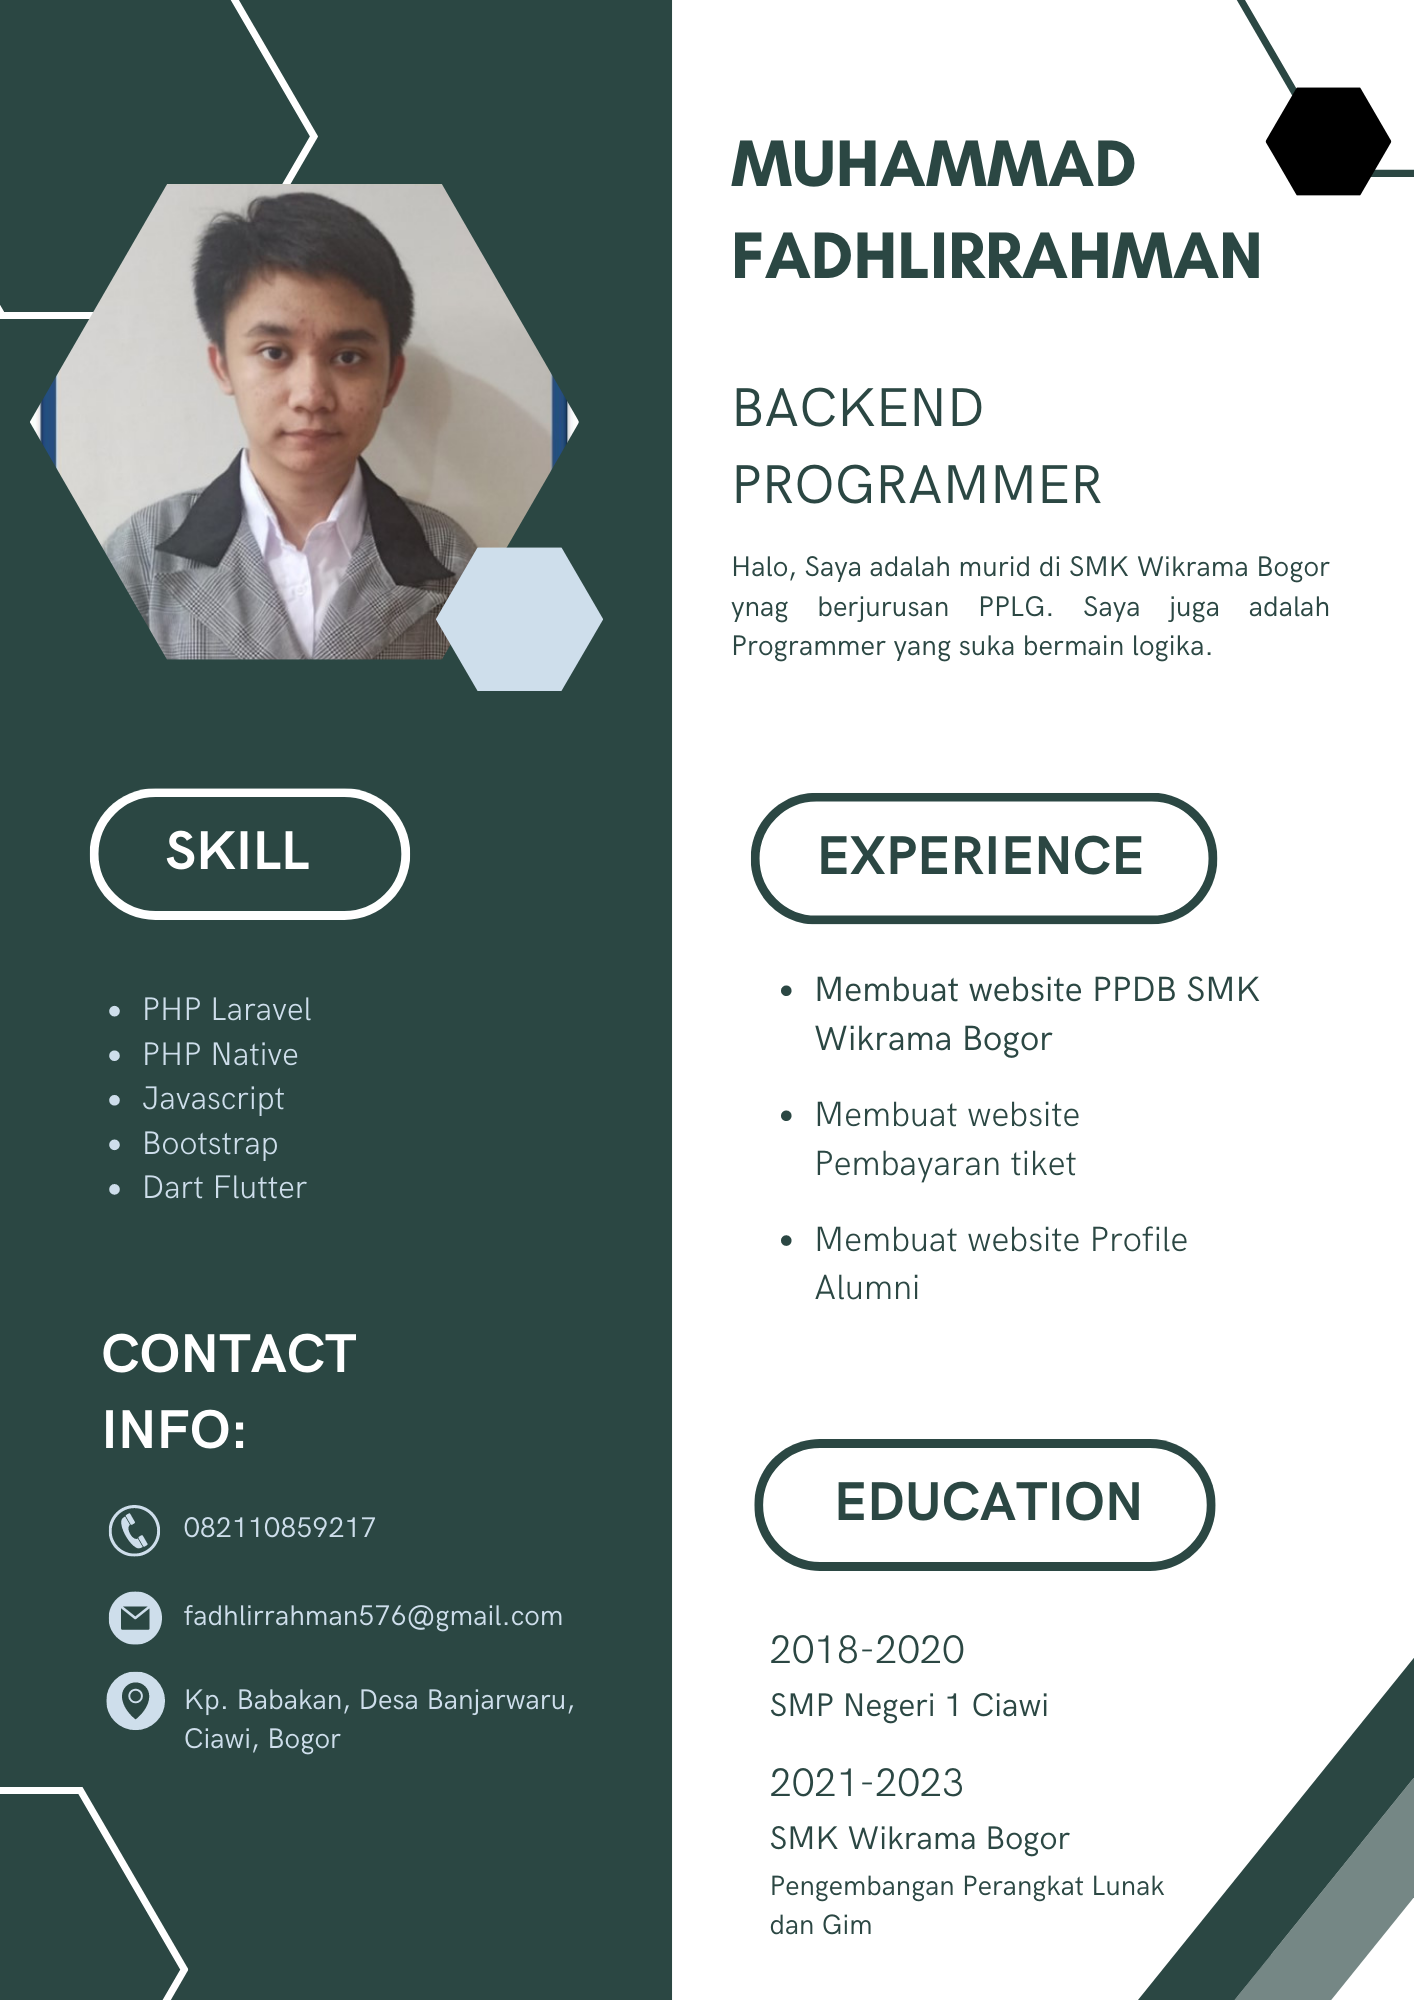 MUHAMMAD
FADHLIRRAHMAN
BACKEND
PROGRAMMER
Halo, Saya adalah murid di SMK Wikrama Bogor
ynag berjurusan PPLG. Saya juga adalah
Programmer yang suka bermain logika.
SKILL
PHP Laravel
PHP Native
Javascript
Bootstrap
Dart Flutter
CONTACT
INFO:
082110859217
fadhlirrahman576@gmail.com
Kp. Babakan, Desa Banjarwaru,
Ciawi, Bogor
EXPERIENCE
Membuat website PPDB SMK
Wikrama Bogor
Membuat website
Pembayaran tiket
Membuat website Profile
Alumni
EDUCATION
2018-2020
SMP Negeri 1 Ciawi
2021-2023
SMK Wikrama Bogor
Pengembangan Perangkat Lunak
dan Gim